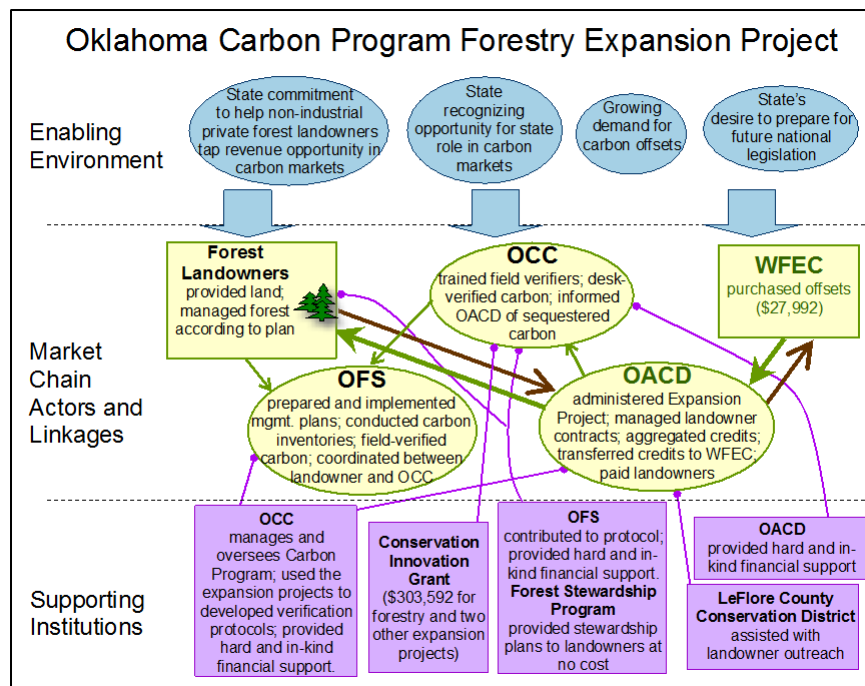 Oklahoma Carbon Program Forestry Expansion Project
Enabling
Environment
State commitment
to help non-industrial
private forest landowners
tap revenue opportunity in
carbon markets
State
recognizing
opportunity for state
role in carbon
markets
Growing
demand for
carbon offsets
State's
desire to prepare for
future national
legislation
Market
Chain
Actors and
Linkages
Forest
Landowners
provided land;
managed forest
according to plan
OCC
trained field verifiers; desk-
verified carbon; informed
OACD of sequestered
carbon
WFEC
purchased offsets
($27,992)
OFS
prepared and implemented
mgmt. plans; conducted carbon
inventories; field-verified
carbon; coordinated between
landowner and OCC
OACD
administered Expansion
Project; managed landowner
contracts; aggregated credits;
transferred credits to WFEC;
paid landowners
Supporting
Institutions
OCC
manages and
oversees Carbon
Program; used the
expansion projects to
developed verification
protocols; provided
hard and in-kind
financial support.
Conservation
Innovation
Grant
($303,592 for
forestry and two
other expansion
projects)
OFS
contributed to protocol;
provided hard and in-
kind financial support.
Forest Stewardship
Program
provided stewardship
plans to landowners at
no cost
OACD
provided hard and in-kind
financial support
LeFlore County
Conservation District
assisted with
landowner outreach